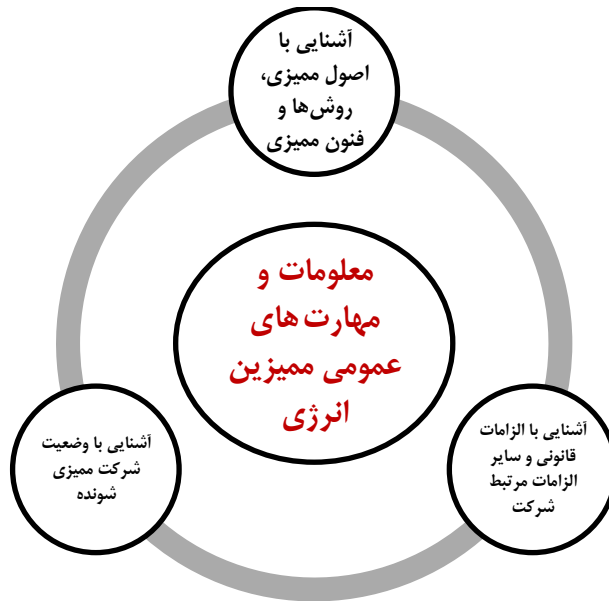 آشنایی با
اصول ممیزی،
روش‌ها و
فنون ممیزی
معلومات و
مهارت های
عمومی ممیزین
انرژی
آشنایی با الزامات
قانونی و سایر
الزامات مرتبط
شرکت
آشنایی با وضعیت
شرکت ممیزی
شونده